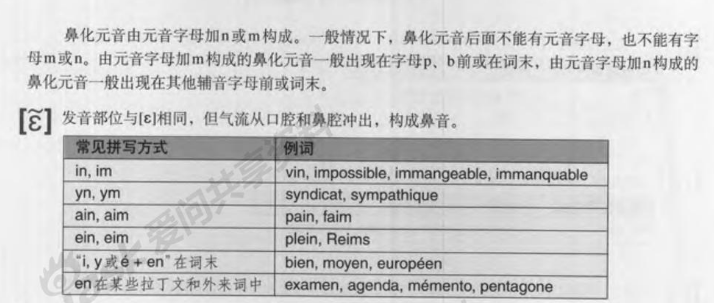 鼻化元音由元音字母加n或m构成。一般情况下，鼻化元音后面不能有元音字母，也不能有字
母m或n。由元音字母加m构成的鼻化元音一般出现在字母p、b前或在词末，由元音字母加n构成的
鼻化元音一般出现在其他辅音字母前或词末。
[ɛ̃] 发音部位与[ɛ]相同，但气流从口腔和鼻腔冲出，构成鼻音。
常见拼写方式 例词
in, im vin, impossible, immangeable, immanquable
yn, ym syndicat, sympathique
ain, aim pain, faim
ein, eim plein, Reims
“i, y或é + en”在词末 bien, moyen, européen
en在某些拉丁文和外来词中 examen, agenda, mémento, pentagone
爱问共享资料